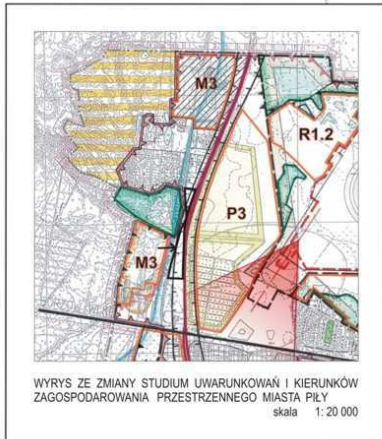 M3
R1.2
P3
M3
WYRYS ZE ZMIANY STUDIUM UWARUNKOWAŃ I KIERUNKÓW
ZAGOSPODAROWANIA PRZESTRZENNEGO MIASTA PIŁY
skala 1:20 000